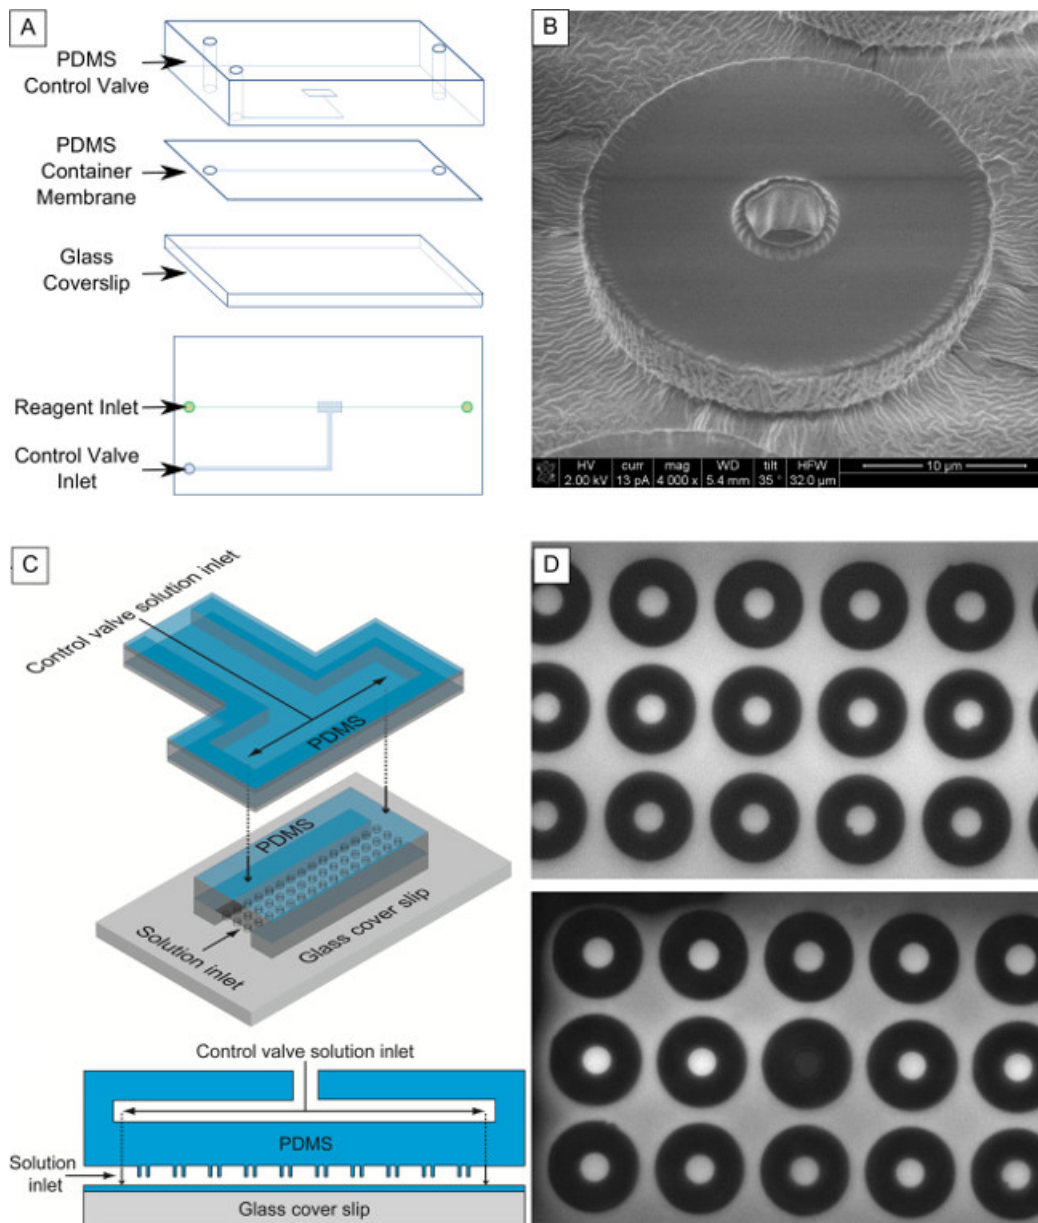 A
PDMS
Control Valve
PDMS
Container
Membrane
Glass
Coverslip
Reagent Inlet
Control Valve
Inlet
B
HV curr mag WD tilt HFW
2.00 kV 13 pA 4 000 x 5.4 mm 35 ° 32.0 µm
10 µm
C
Control valve solution inlet
PDMS
PDMS
Solution inlet
Glass cover slip
Control valve solution inlet
PDMS
Solution
inlet
Glass cover slip
D